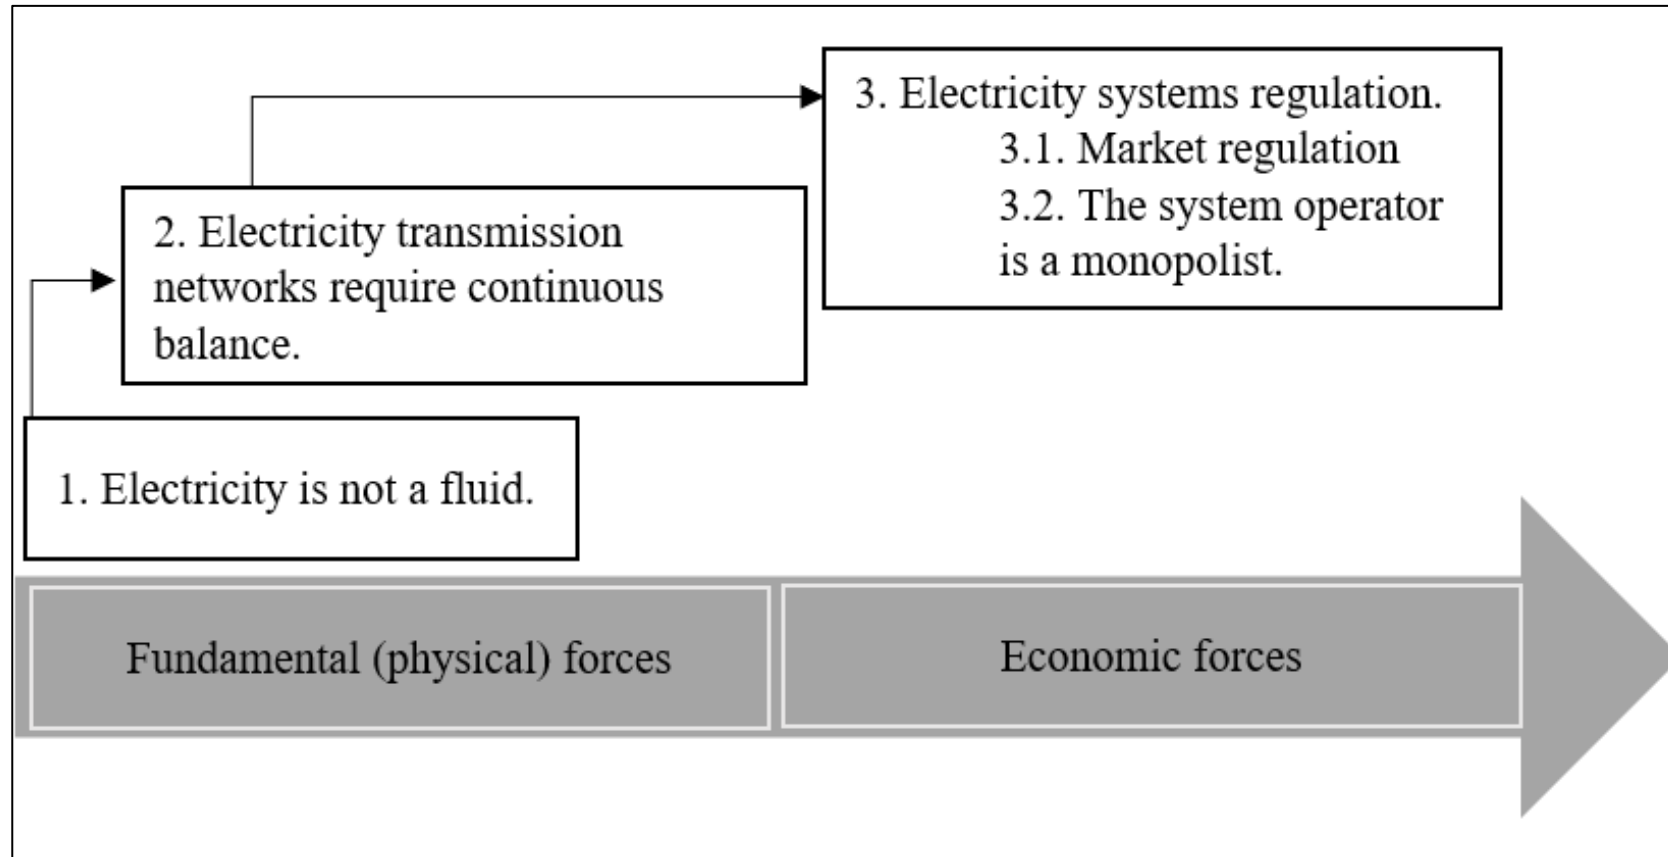 3. Electricity systems regulation.
3.1. Market regulation
3.2. The system operator
is a monopolist.
2. Electricity transmission
networks require continuous
balance.
1. Electricity is not a fluid.
Fundamental (physical) forces
Economic forces